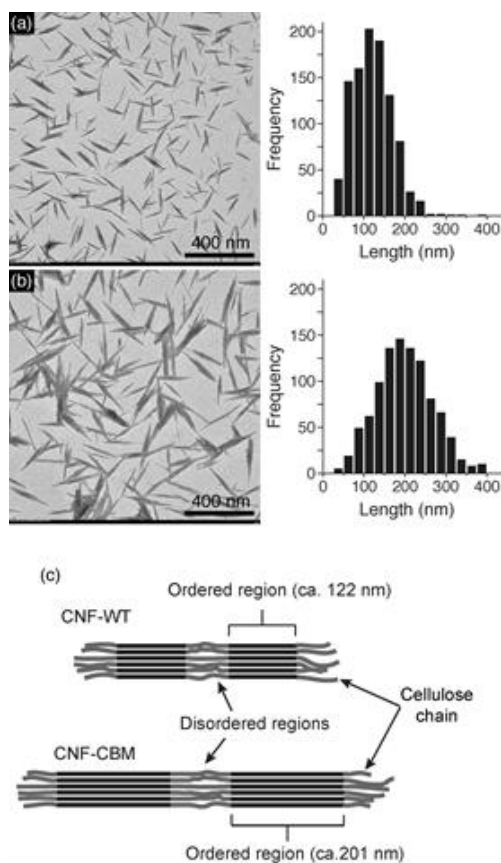 (a)
400 nm
Frequency
200
150
100
50
0
0 100 200 300 400
Length (nm)
(b)
400 nm
Frequency
200
150
100
50
0
0 100 200 300 400
Length (nm)
(c)
Ordered region (ca. 122 nm)
CNF-WT
Disordered regions
Cellulose
chain
CNF-CBM
Ordered region (ca.201 nm)